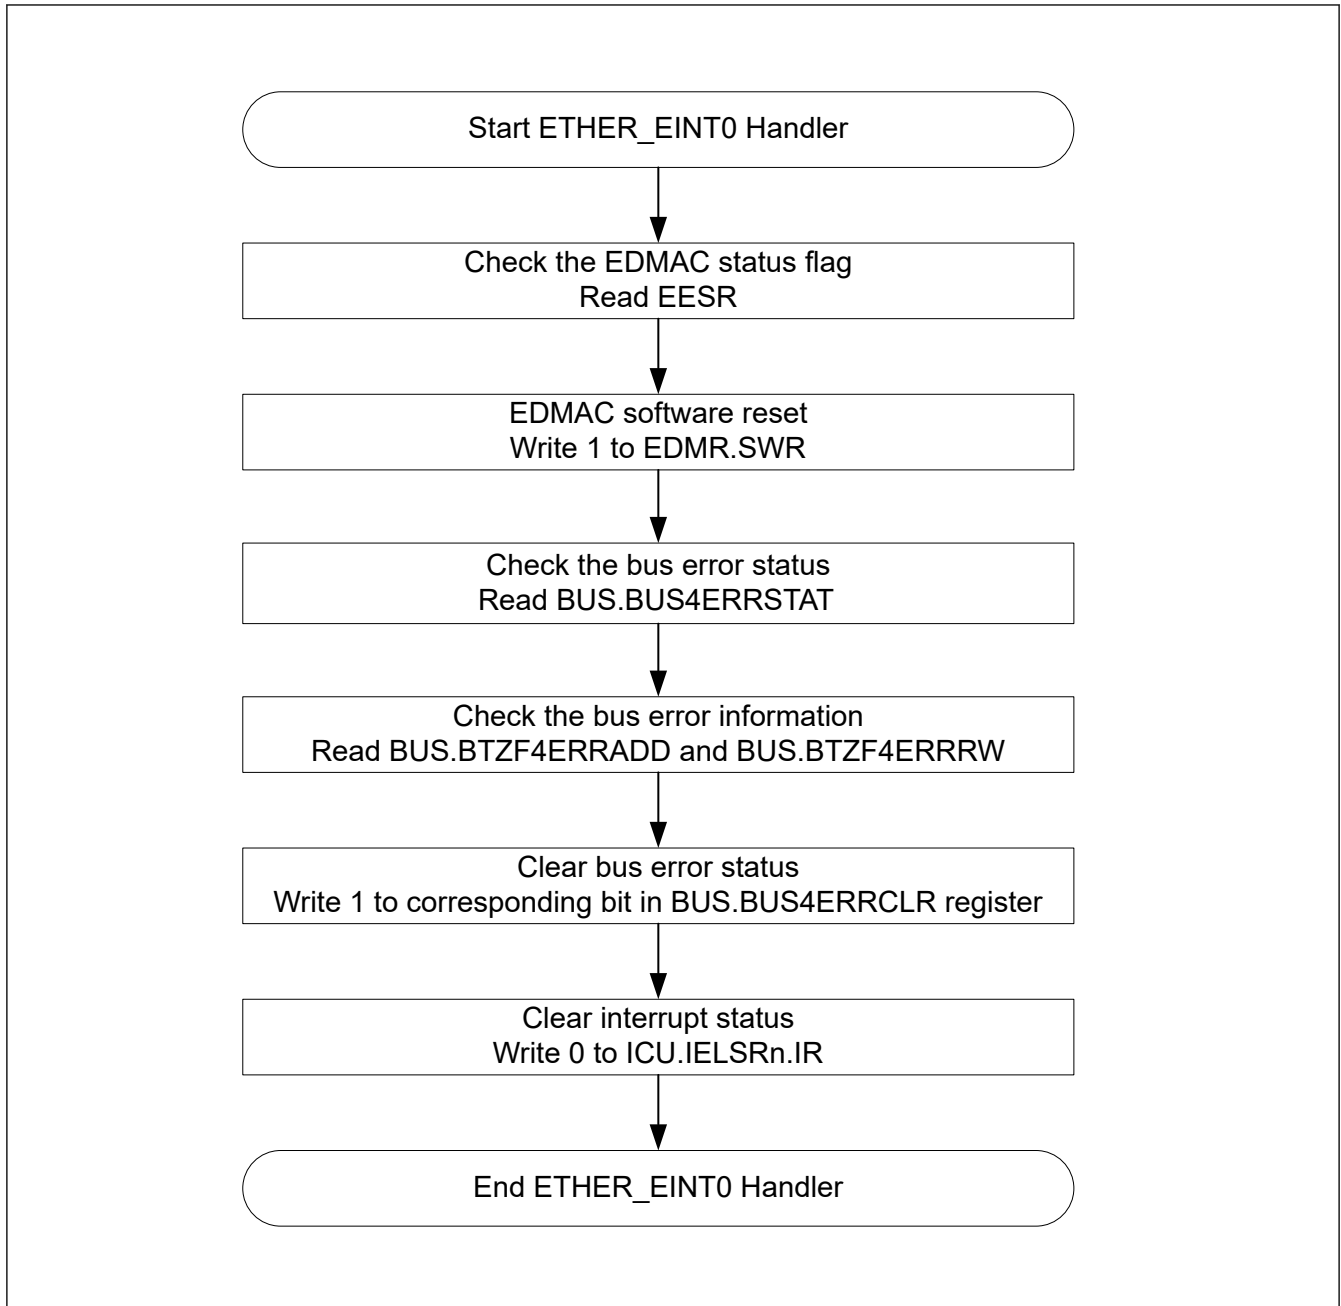 Start ETHER_EINT0 Handler
Check the EDMAC status flag
Read EESR
EDMAC software reset
Write 1 to EDMR.SWR
Check the bus error status
Read BUS.BUS4ERRSTAT
Check the bus error information
Read BUS.BTZF4ERRADD and BUS.BTZF4ERRRW
Clear bus error status
Write 1 to corresponding bit in BUS.BUS4ERRCLR register
Clear interrupt status
Write 0 to ICU.IELSRn.IR
End ETHER_EINT0 Handler